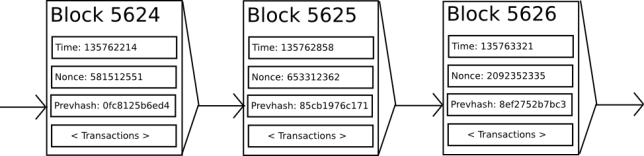 Block 5624
Time: 135762214
Nonce: 581512551
Prevhash: 0fc8125b6ed4
< Transactions >
Block 5625
Time: 135762858
Nonce: 653312362
Prevhash: 85cb1976c171
< Transactions >
Block 5626
Time: 135763321
Nonce: 2092352335
Prevhash: 8ef2752b7bc3
< Transactions >